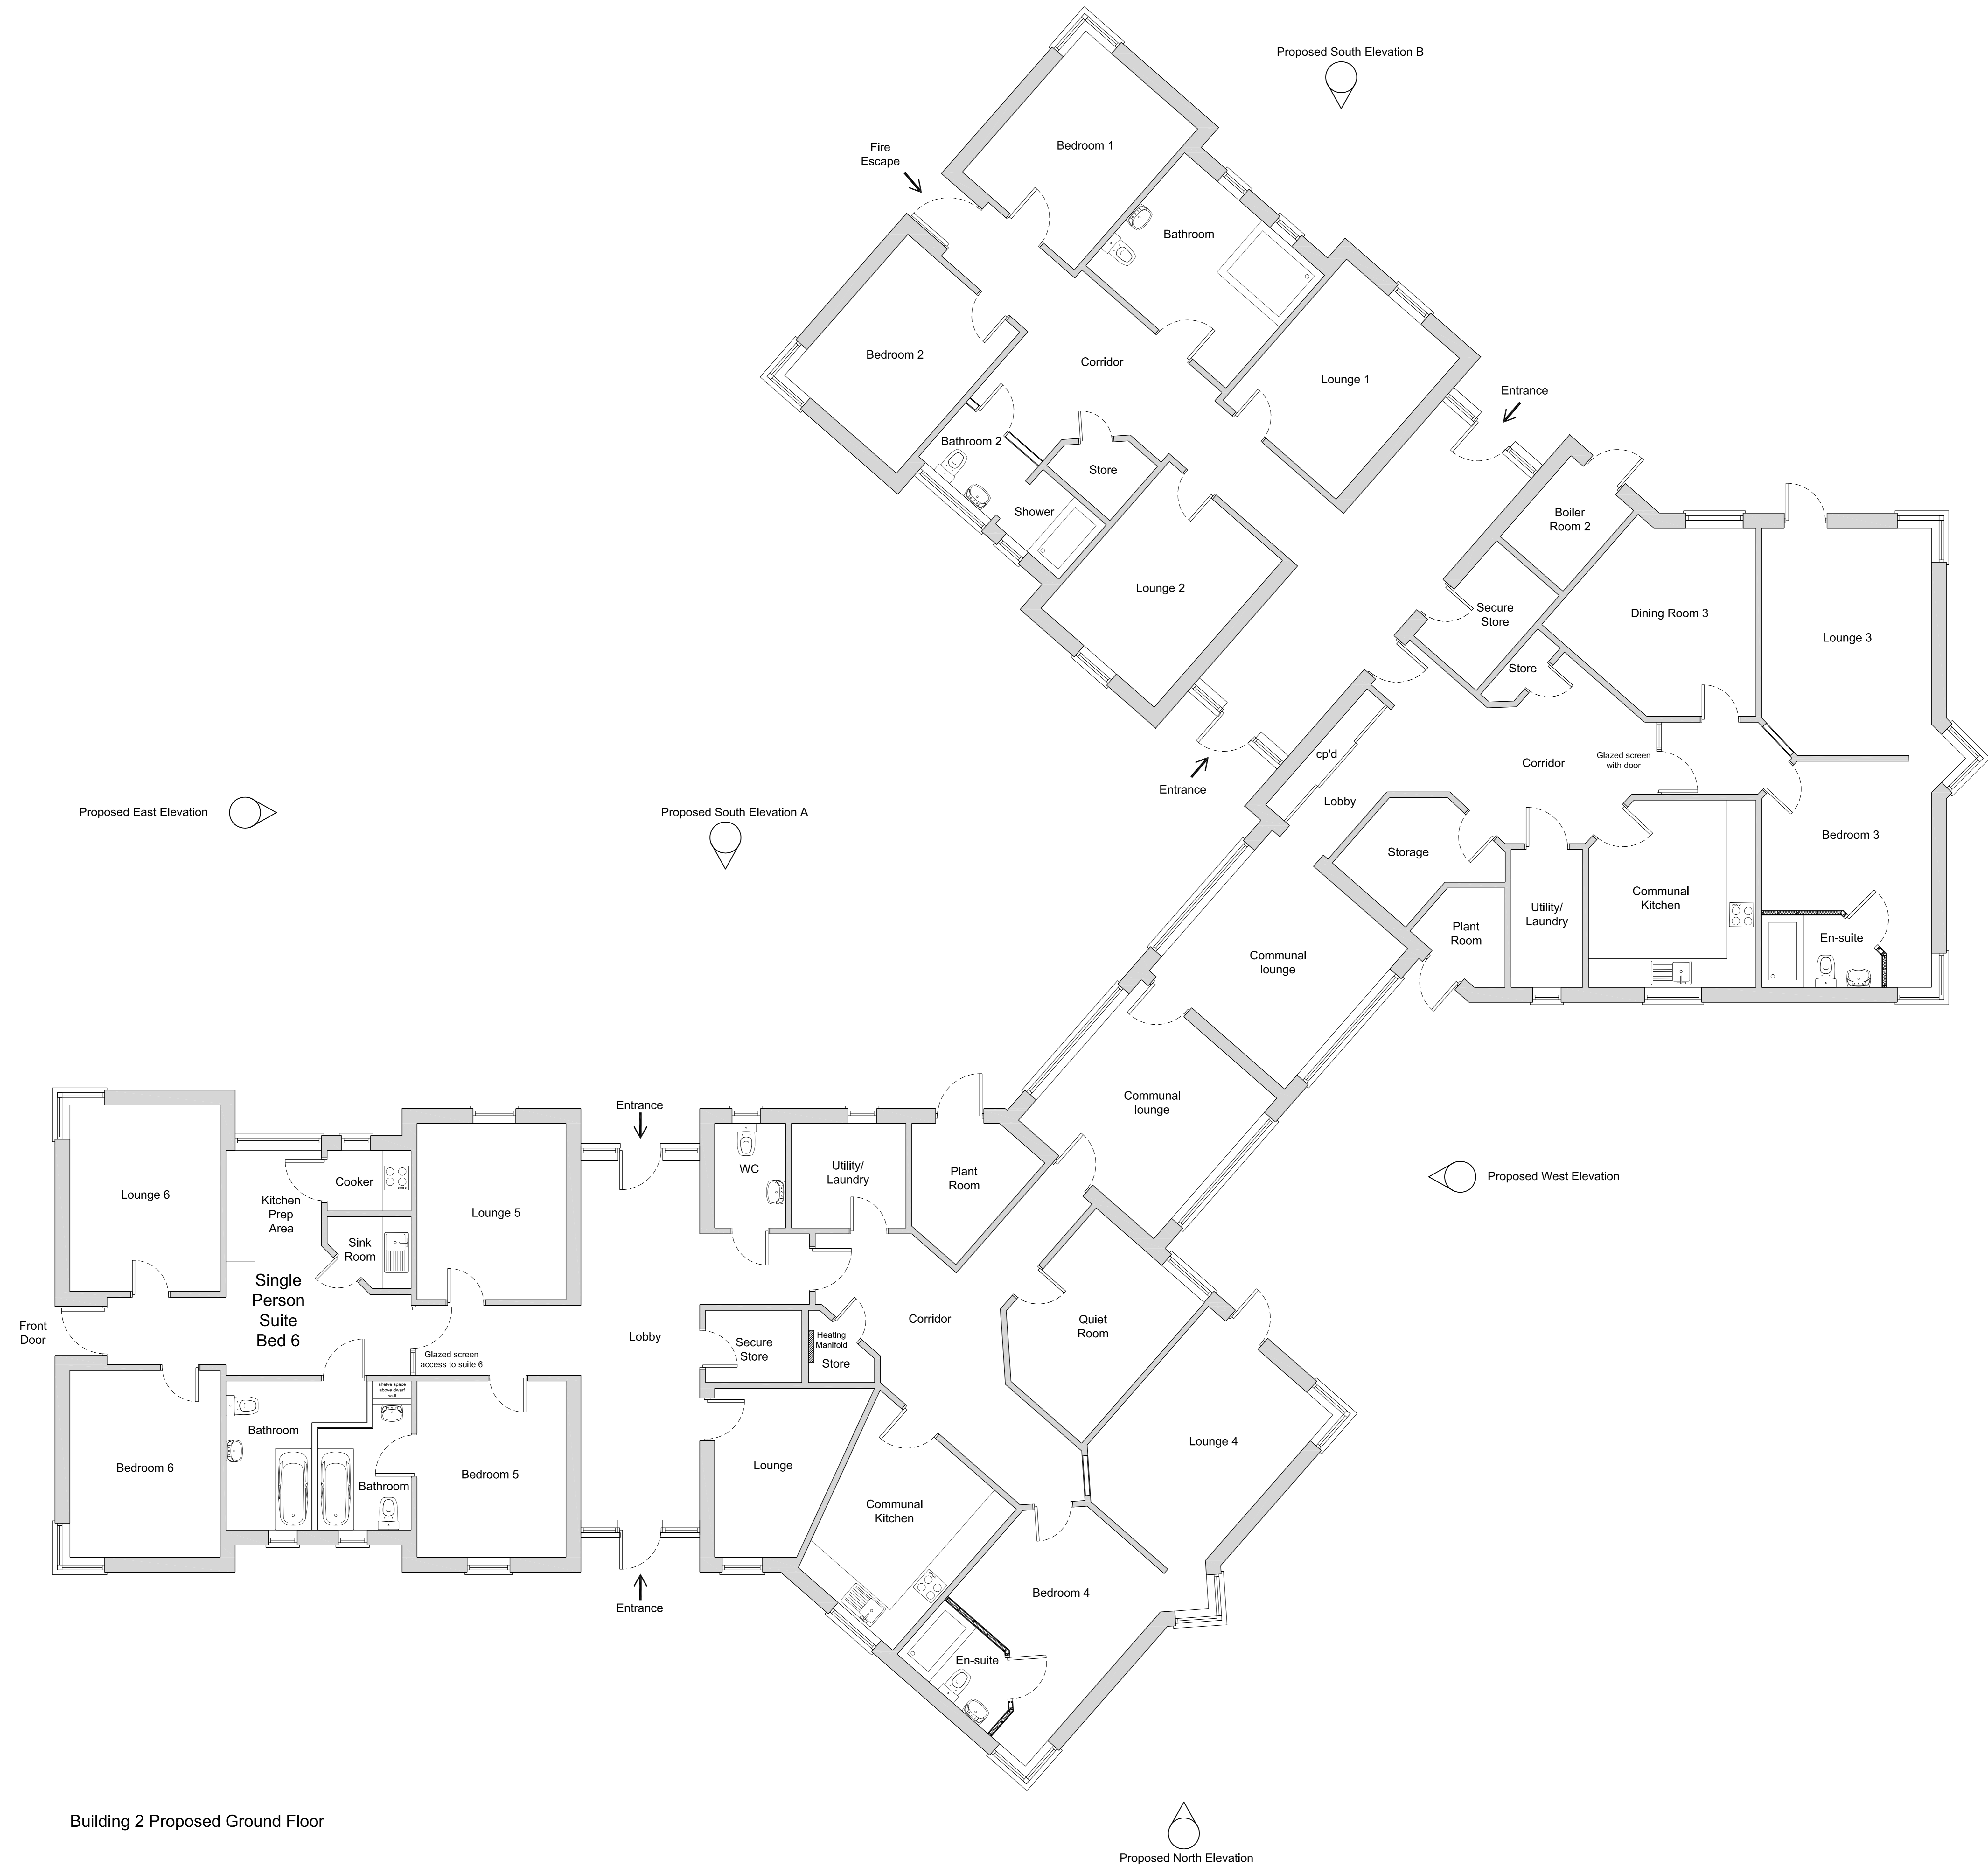 Proposed South Elevation B
Fire
Escape
Bedroom 1
Bathroom
Bedroom 2
Corridor
Lounge 1
Entrance
Bathroom 2
Store
Shower
Boiler
Room 2
Lounge 2
Secure
Store
Dining Room 3
Lounge 3
Store
cp'd
Corridor
Glazed screen
with door
Entrance
Lobby
Proposed East Elevation
Proposed South Elevation A
Storage
Bedroom 3
Communal
Kitchen
Utility/
Laundry
Plant
Room
En-suite
Communal
lounge
Communal
lounge
Entrance
Lounge 6
Cooker
Kitchen
Prep
Area
Lounge 5
WC
Utility/
Laundry
Plant
Room
Proposed West Elevation
Sink
Room
Single
Person
Suite
Bed 6
Front
Door
Lobby
Glazed screen
access to suite 6
Secure
Store
Heating
Manifold
Store
Corridor
Quiet
Room
shelve space
above dwarf
wall
Bathroom
Bedroom 6
Bathroom
Bedroom 5
Lounge
Lounge 4
Communal
Kitchen
Bedroom 4
Entrance
En-suite
Building 2 Proposed Ground Floor
Proposed North Elevation